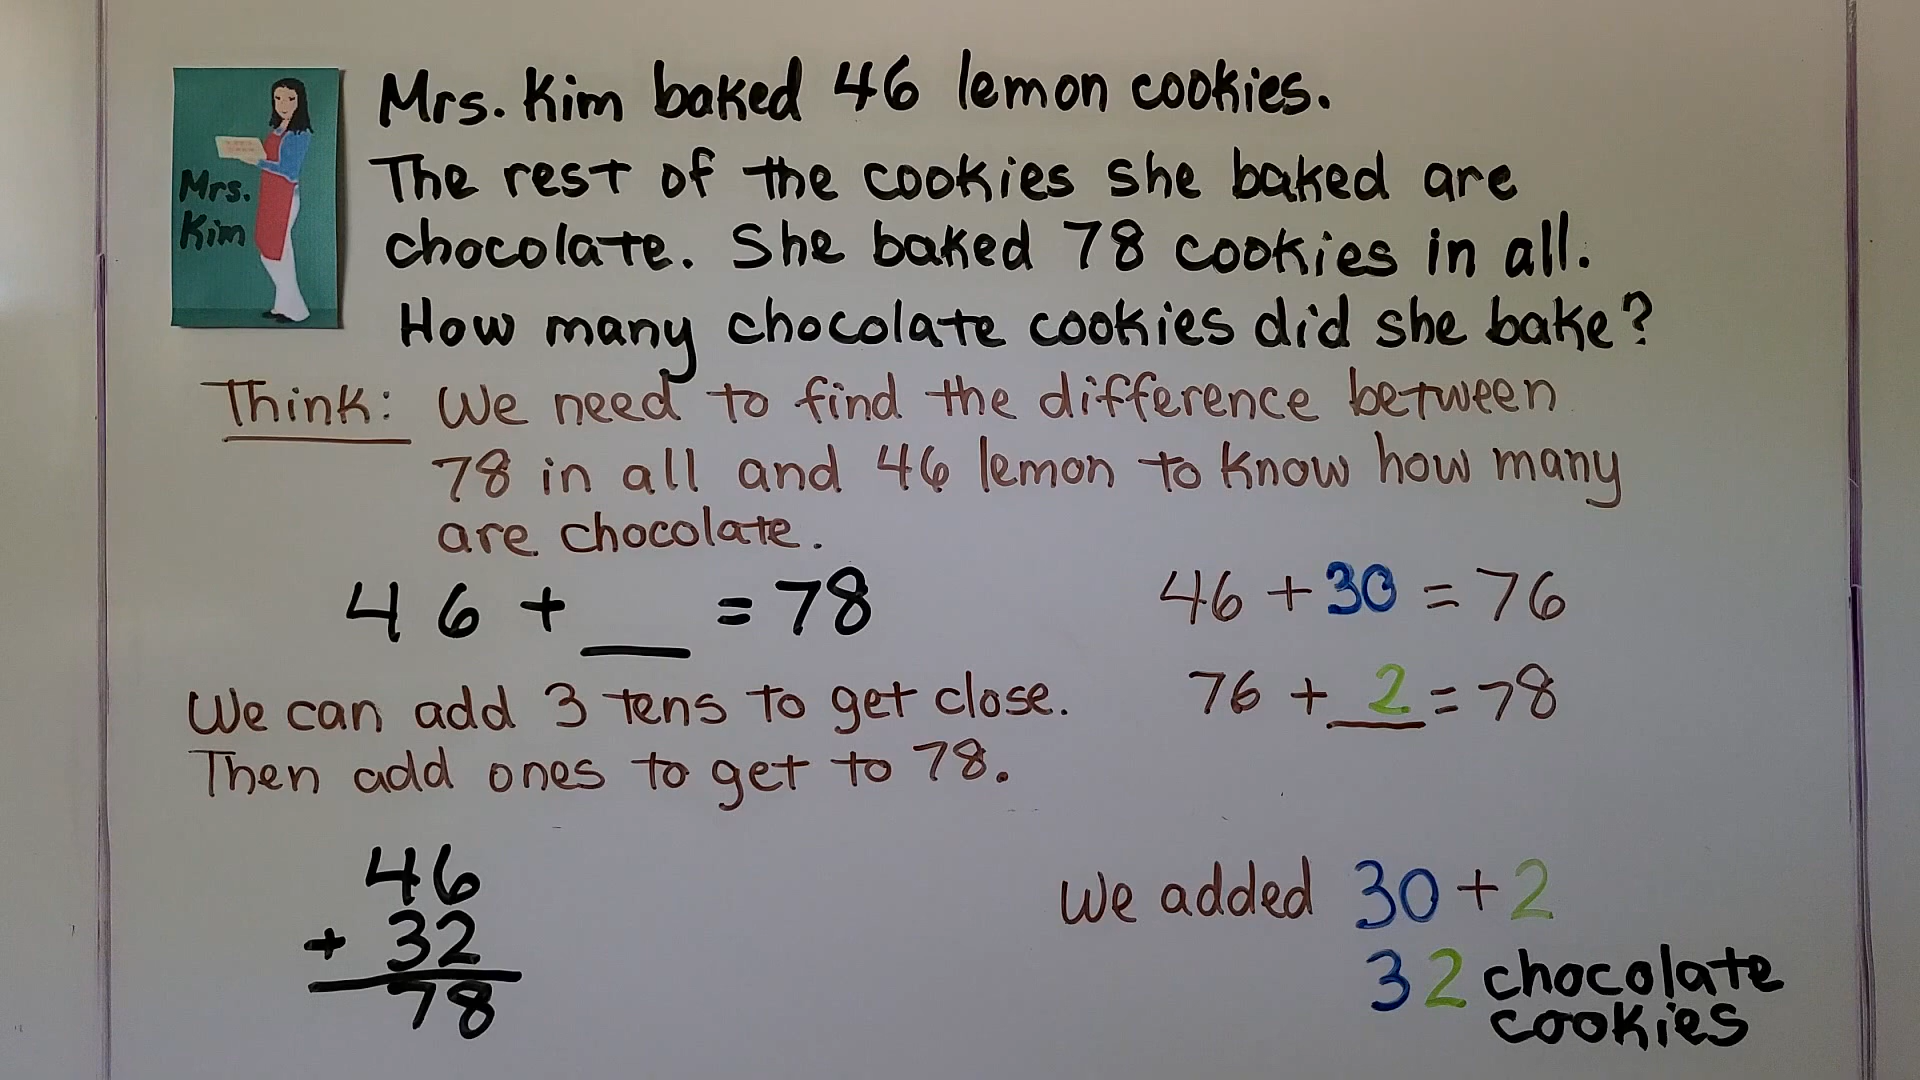 Mrs.
Kim
Mrs. Kim baked 46 lemon cookies.
The rest of the cookies she baked are
chocolate. She baked 78 cookies in all.
How many chocolate cookies did she bake?
Think: We need to find the difference between
78 in all and 46 lemon to know how many
are chocolate.
46 + __ = 78
We can add 3 tens to get close.
Then add ones to get to 78.
46
+ 32
78
46 + 30 = 76
76 + 2 = 78
We added 30 + 2
32 chocolate
cookies